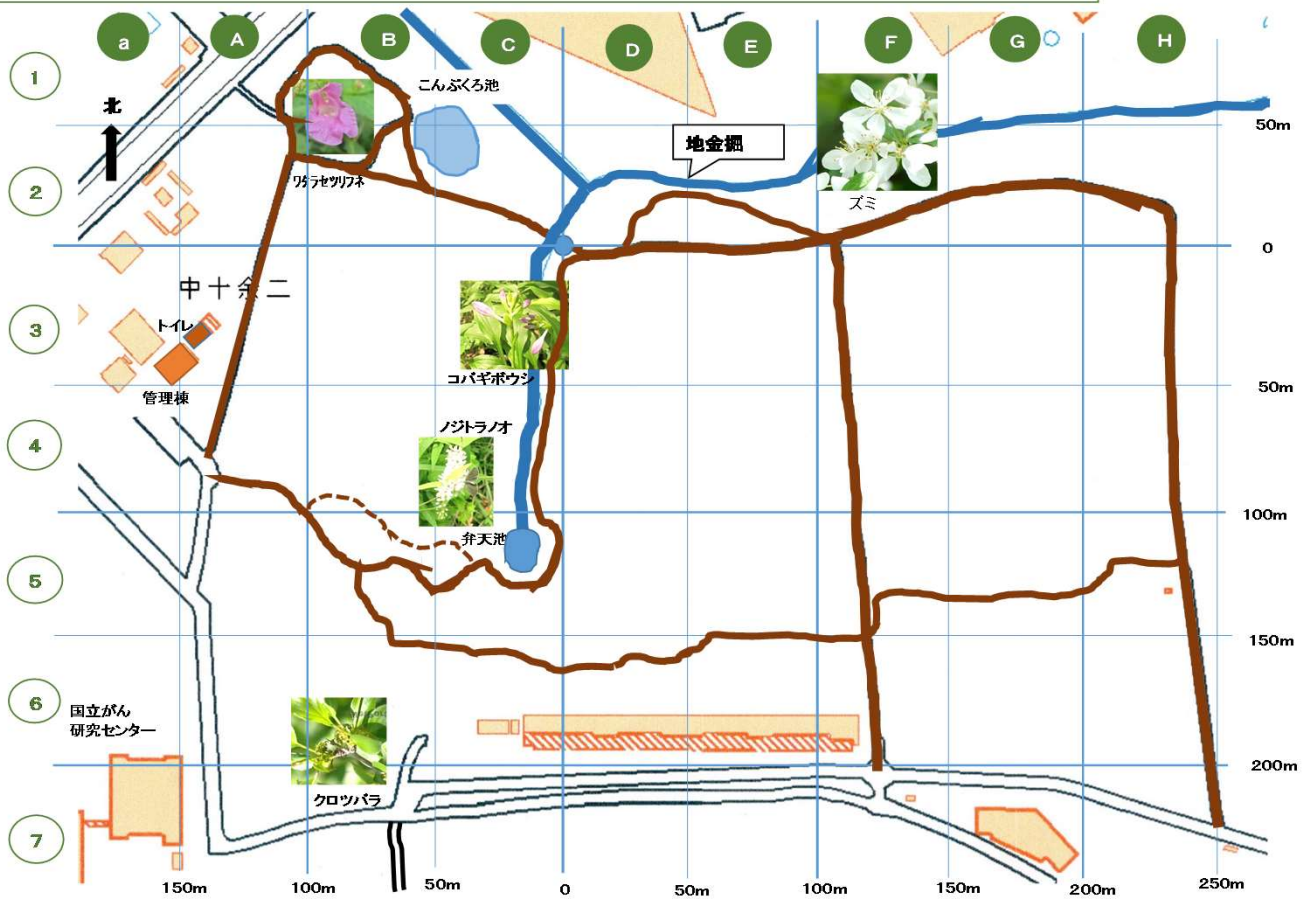 a
A
B
C
D
E
F
G
H
1
北
こんぶくろ池
50m
地金掘
2
ワタラセツリフネ
ズミ
0
中十余二
3
トイレ
コバギボウシ
50m
管理棟
ノジトラノオ
4
100m
弁天池
5
150m
6
国立がん
研究センター
200m
クロツバラ
7
150m
100m
50m
0
50m
100m
150m
200m
250m